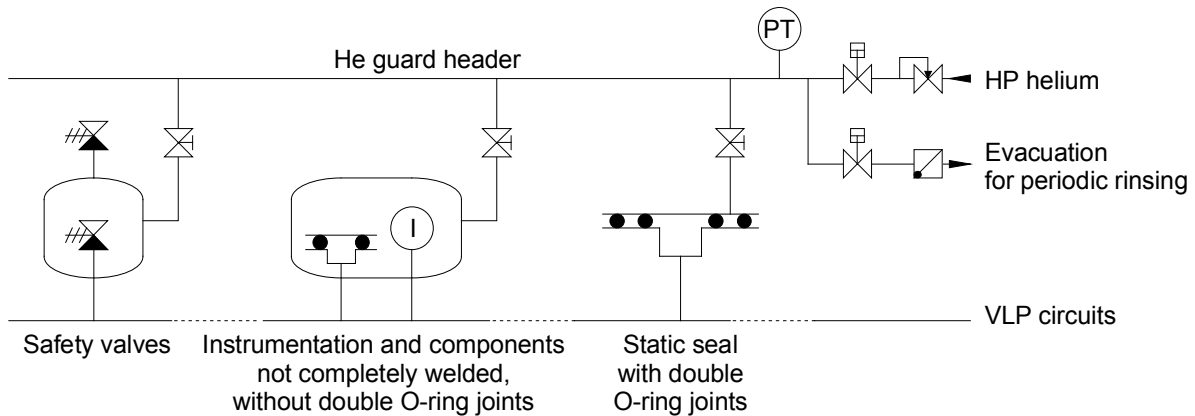 PT
He guard header
HP helium
Evacuation
for periodic rinsing
I
VLP circuits
Safety valves
Instrumentation and components
not completely welded,
without double O-ring joints
Static seal
with double
O-ring joints